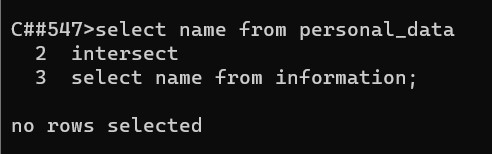 C##547>select name from personal_data
2 intersect
3 select name from information;
no rows selected